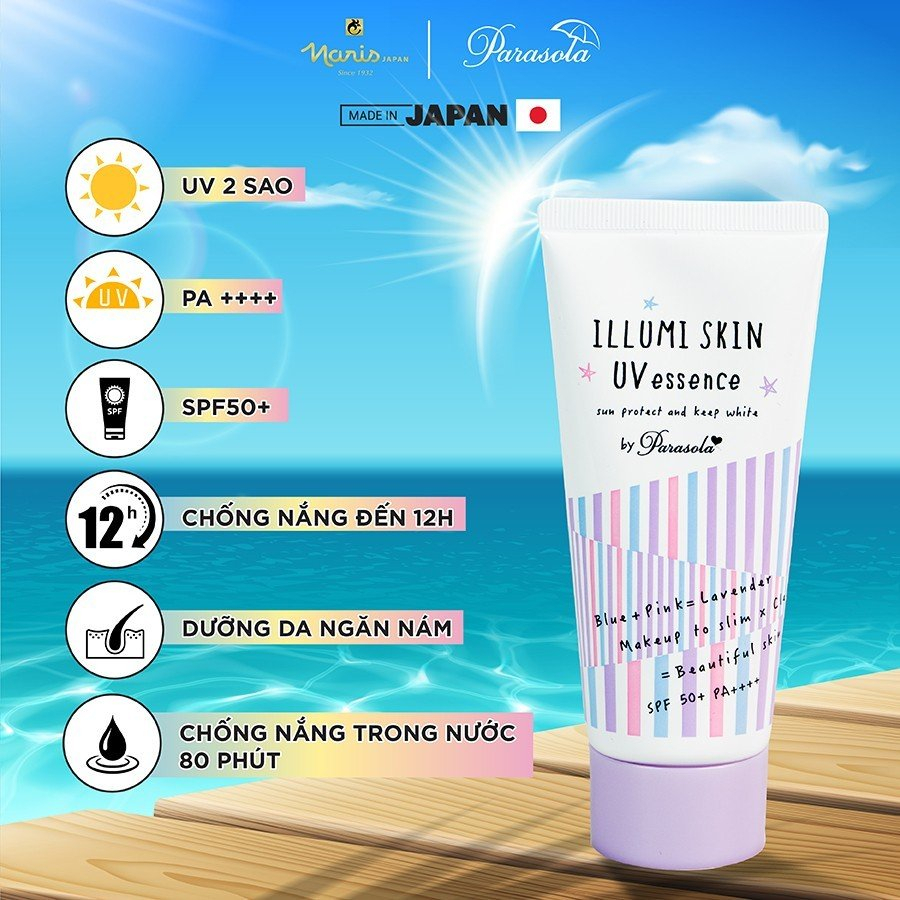 naris JAPAN
Since 1932
Parasola
MADE IN JAPAN
UV 2 SAO
UV
PA ++++
SPF
SPF50+
12h
CHỐNG NẮNG ĐẾN 12H
DƯỠNG DA NGĂN NÁM
CHỐNG NẮNG TRONG NƯỚC
80 PHÚT
ILLUMI SKIN
UV essence
sun protect and keep white
by Parasola
Blue + Pink = Lavender
Makeup to slim x
= Beautiful skin
SPF 50+ PA++++